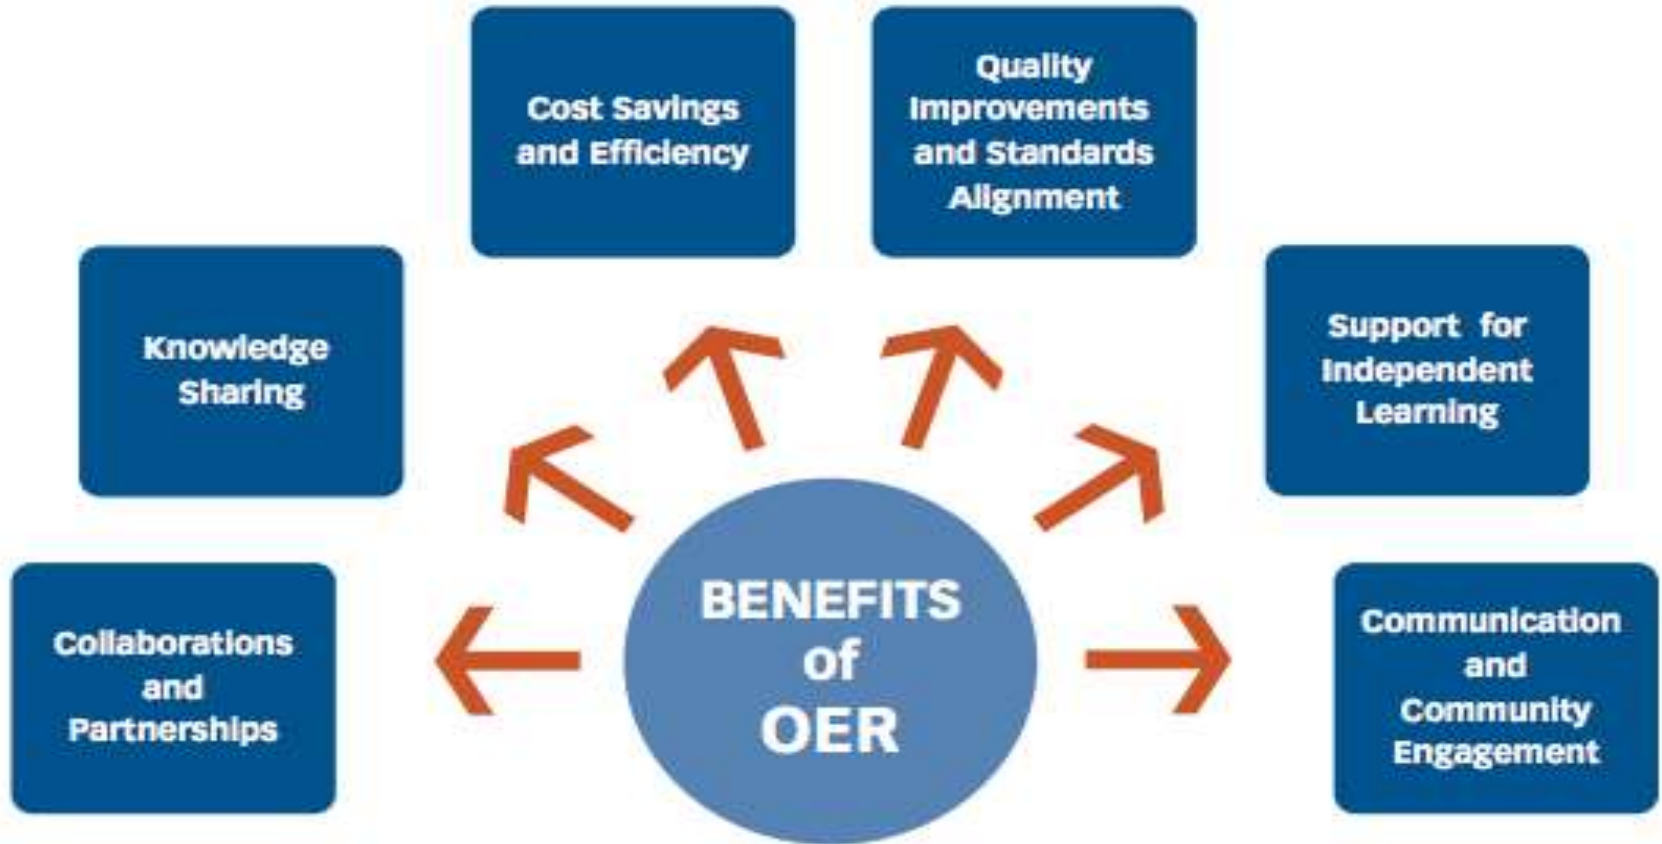 Cost Savings
and Efficiency
Quality
Improvements
and Standards
Alignment
Knowledge
Sharing
Support for
Independent
Learning
Collaborations
and
Partnerships
BENEFITS
of
OER
Communication
and
Community
Engagement